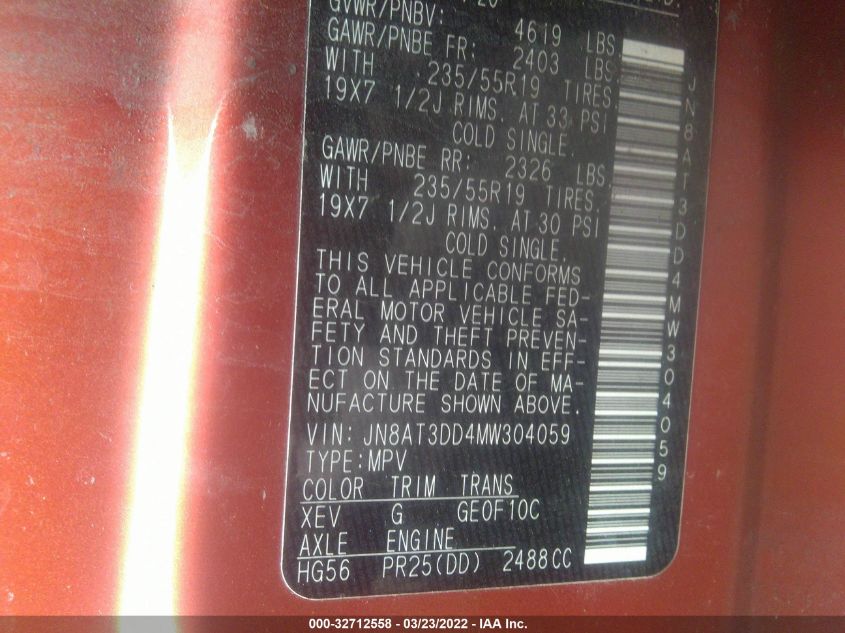 GVWR/PNBV: 4619 LBS
GAWR/PNBE FR: 2403 LBS
WITH 235/55R19 TIRES,
19X7 1/2J RIMS. AT 33 PSI
COLD SINGLE.
GAWR/PNBE RR: 2326 LBS
WITH 235/55R19 TIRES,
19X7 1/2J RIMS. AT 30 PSI
COLD SINGLE.
THIS VEHICLE CONFORMS
TO ALL APPLICABLE FED-
ERAL MOTOR VEHICLE SA-
FETY AND THEFT PREVEN-
TION STANDARDS IN EFF-
ECT ON THE DATE OF MA-
NUFACTURE SHOWN ABOVE.
VIN: JN8AT3DD4MW304059
TYPE:MPV
COLOR TRIM TRANS
XEV G GE0F10C
AXLE ENGINE
HG56 PR25(DD) 2488CC
JN8AT3DD4MW304059
000-32712558 - 03/23/2022 - IAA Inc.